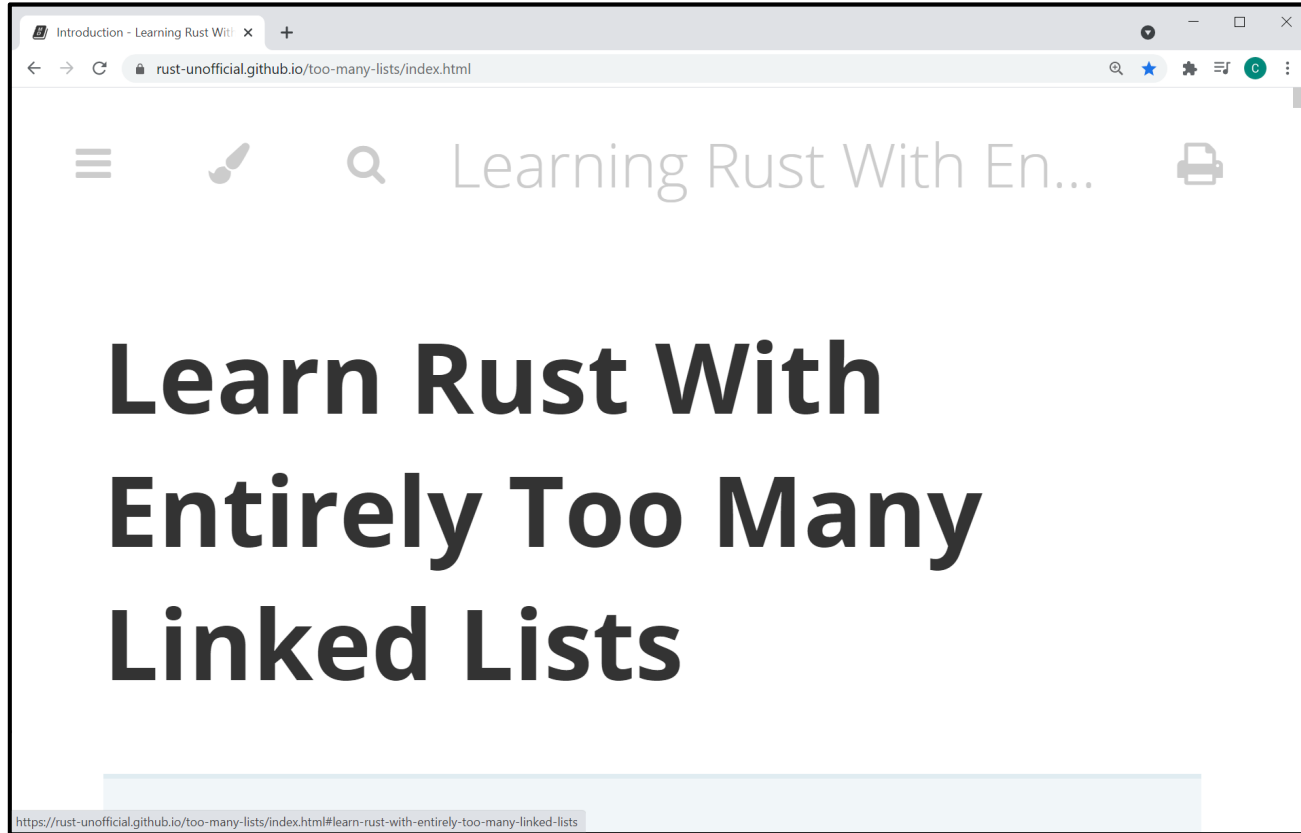 Introduction - Learning Rust Wit
rust-unofficial.github.io/too-many-lists/index.html
C
Learning Rust With En...
Learn Rust With
Entirely Too Many
Linked Lists
https://rust-unofficial.github.io/too-many-lists/index.html#learn-rust-with-entirely-too-many-linked-lists